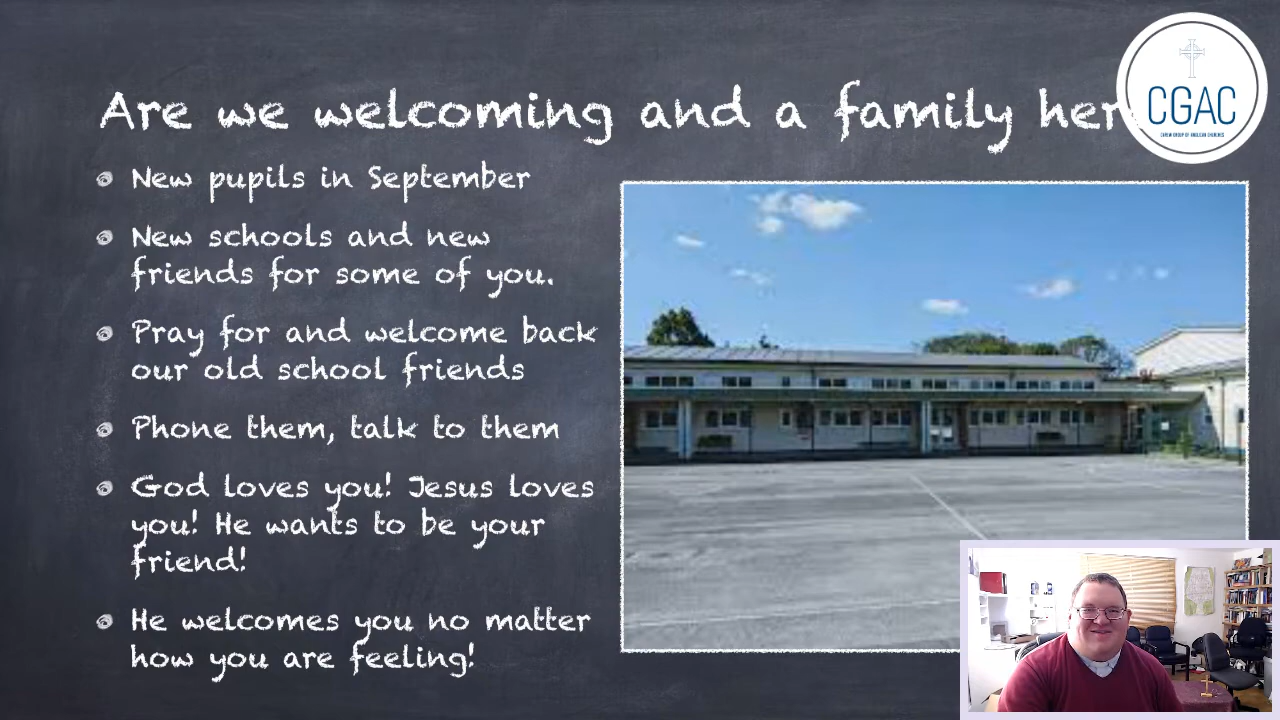 Are we welcoming and a family her
CGAC
New pupils in September
New schools and new
friends for some of you.
Pray for and welcome back
our old school friends
Phone them, talk to them
God loves you! Jesus loves
you! He wants to be your
friend!
He welcomes you no matter
how you are feeling!